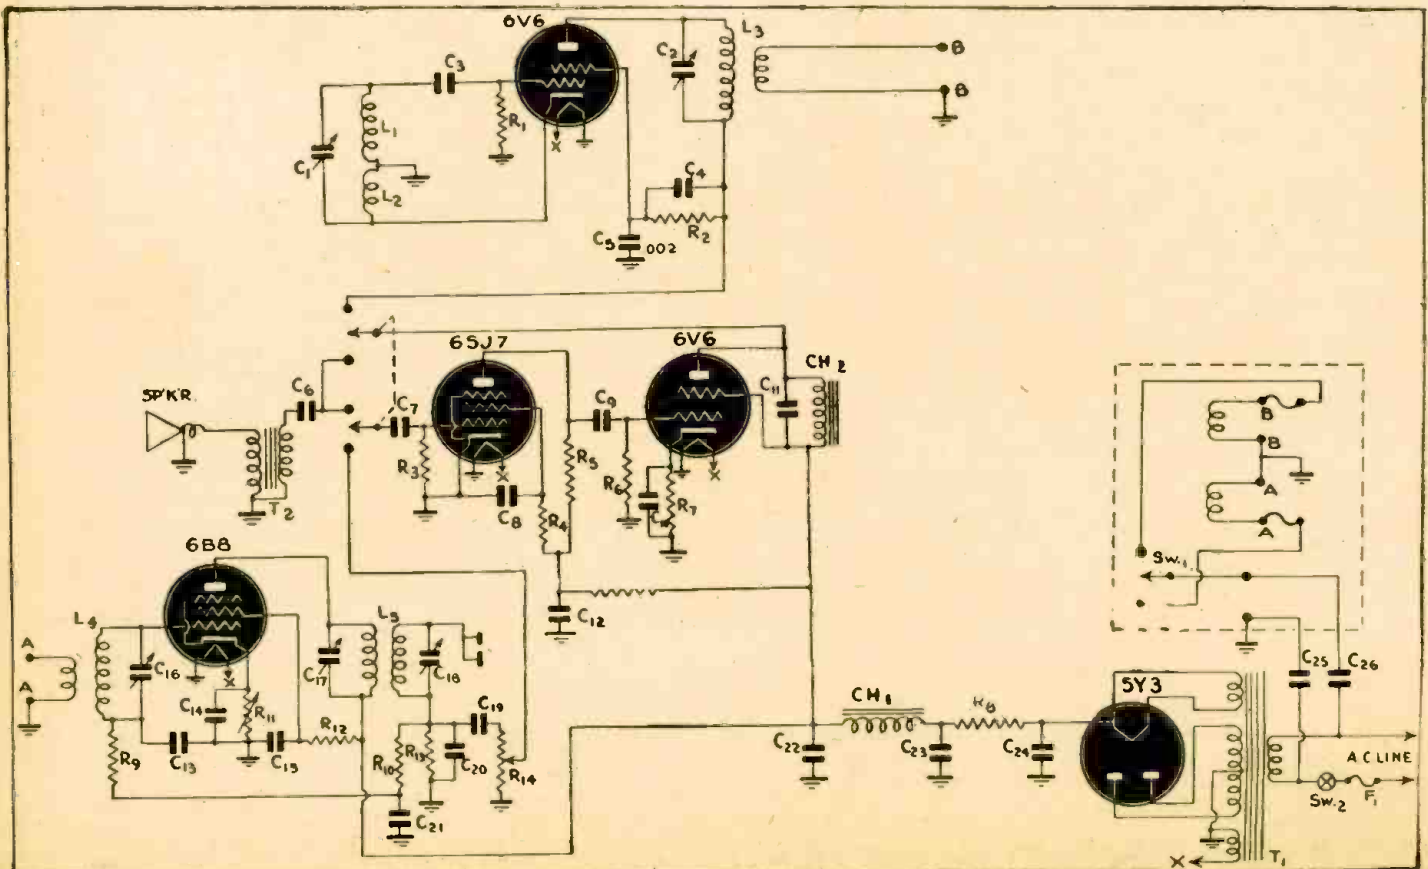 6V6
L3
C2
B
C3
L1
R1
X
B
C1
L2
C4
R2
C5
002
6SJ7
6V6
CH2
SP'K'R.
C6
C7
C9
C11
B
B
R3
R5
A
X
X
R6
R7
T2
C8
R4
A
6B8
SW.1
L4
L5
C12
A
C16
X
C17
C18
C25
C26
A
C14
R11
C19
CH1
R8
5Y3
R12
R9
C13
C15
R10
R13
C20
R14
C22
C23
C24
A C LINE
SW.2
F1
C21
X
T1